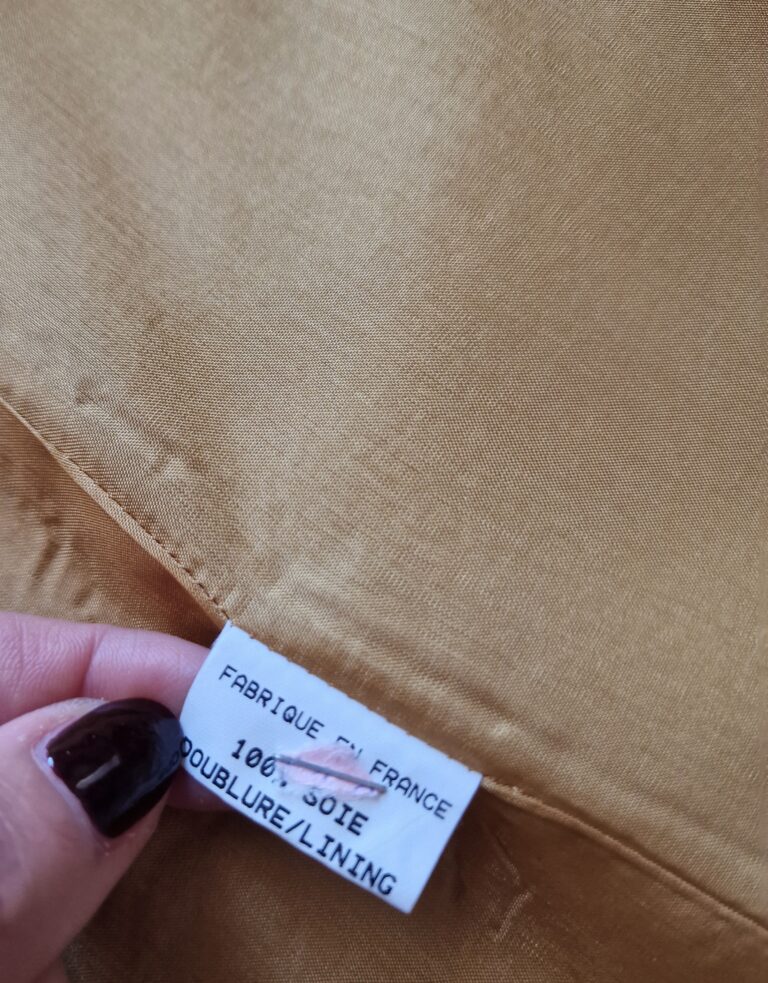 FABRIQUE EN FRANCE
100% SOIE
DOUBLURE/LINING